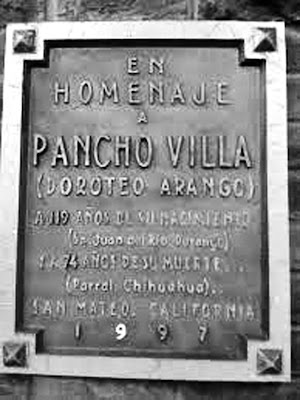 EN
HOMENAJE
A
PANCHO VILLA
(DOROTEO ARANGO)
A 119 AÑOS DE SU NACIMIENTO
(Sn. Juan del Río, Durango)
Y A 74 AÑOS DE SU MUERTE...
(Parral, Chihuahua)..
SAN MATEO, CALIFORNIA
1997